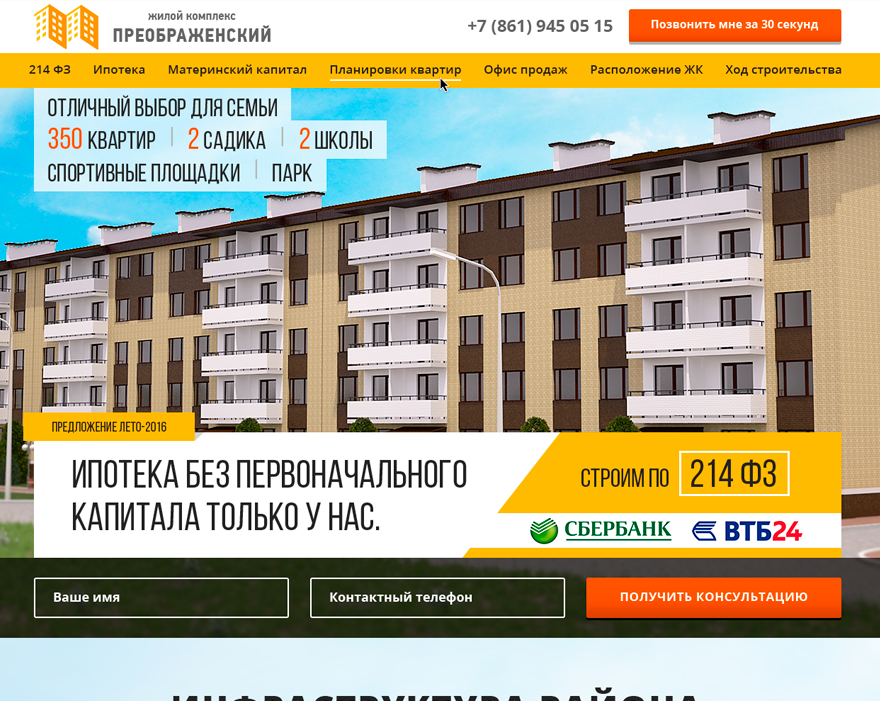 жилой комплекс
ПРЕОБРАЖЕНСКИЙ
+7 (861) 945 05 15
Позвонить мне за 30 секунд
214 ФЗ Ипотека Материнский капитал Планировки квартир Офис продаж Расположение ЖК Ход строительства
ОТЛИЧНЫЙ ВЫБОР ДЛЯ СЕМЬИ
350 КВАРТИР | 2 САДИКА | 2 ШКОЛЫ
СПОРТИВНЫЕ ПЛОЩАДКИ | ПАРК
ПРЕДЛОЖЕНИЕ ЛЕТО-2016
ИПОТЕКА БЕЗ ПЕРВОНАЧАЛЬНОГО
КАПИТАЛА ТОЛЬКО У НАС.
СТРОИМ ПО 214 ФЗ
СБЕРБАНК ВТБ24
Ваше имя
Контактный телефон
ПОЛУЧИТЬ КОНСУЛЬТАЦИЮ
ИНФРАСТРУКТУРА РАЙОНА